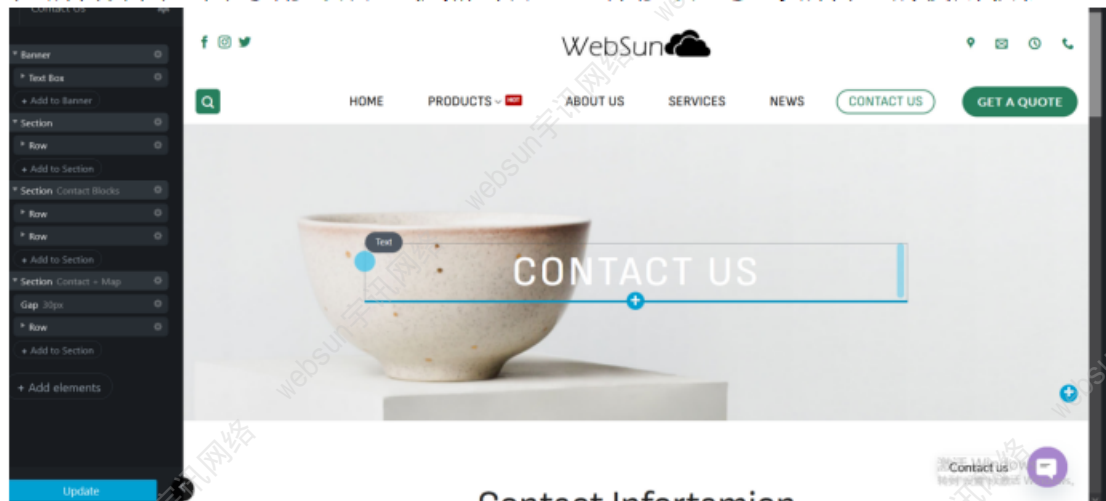 Contact Us
Banner
Text Box
+ Add to Banner
Section
Row
+ Add to Section
Section Contact Blocks
Row
Row
+ Add to Section
Section Contact + Map
Gap 30px
Row
+ Add to Section
+ Add elements
Update
WebSun
HOME
PRODUCTS
HOT
ABOUT US
SERVICES
NEWS
CONTACT US
GET A QUOTE
Text
CONTACT US
Contact Infortamion
Contact us
websun宇讯网络